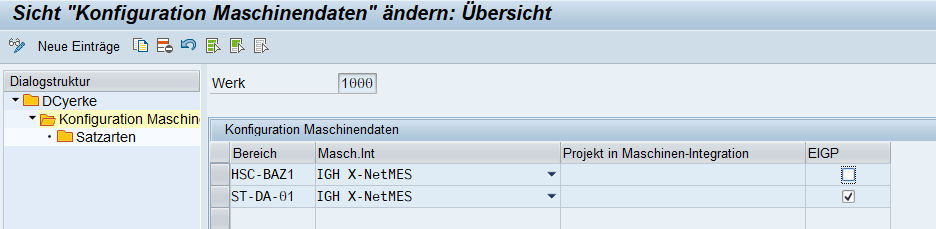 Sicht "Konfiguration Maschinendaten" ändern: Übersicht
Neue Einträge
Dialogstruktur
DCyerke
Konfiguration Maschin
Satzarten
Werk 1000
Konfiguration Maschinendaten
Bereich Masch.Int Projekt in Maschinen-Integration EIGP
HSC-BAZ1 IGH X-NetMES
ST-DA-01 IGH X-NetMES